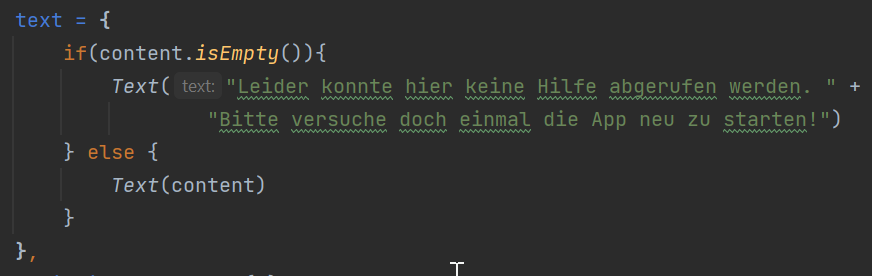 text = {
if(content.isEmpty()){
Text( text: "Leider konnte hier keine Hilfe abgerufen werden. " +
"Bitte versuche doch einmal die App neu zu starten!")
} else {
Text(content)
}
},